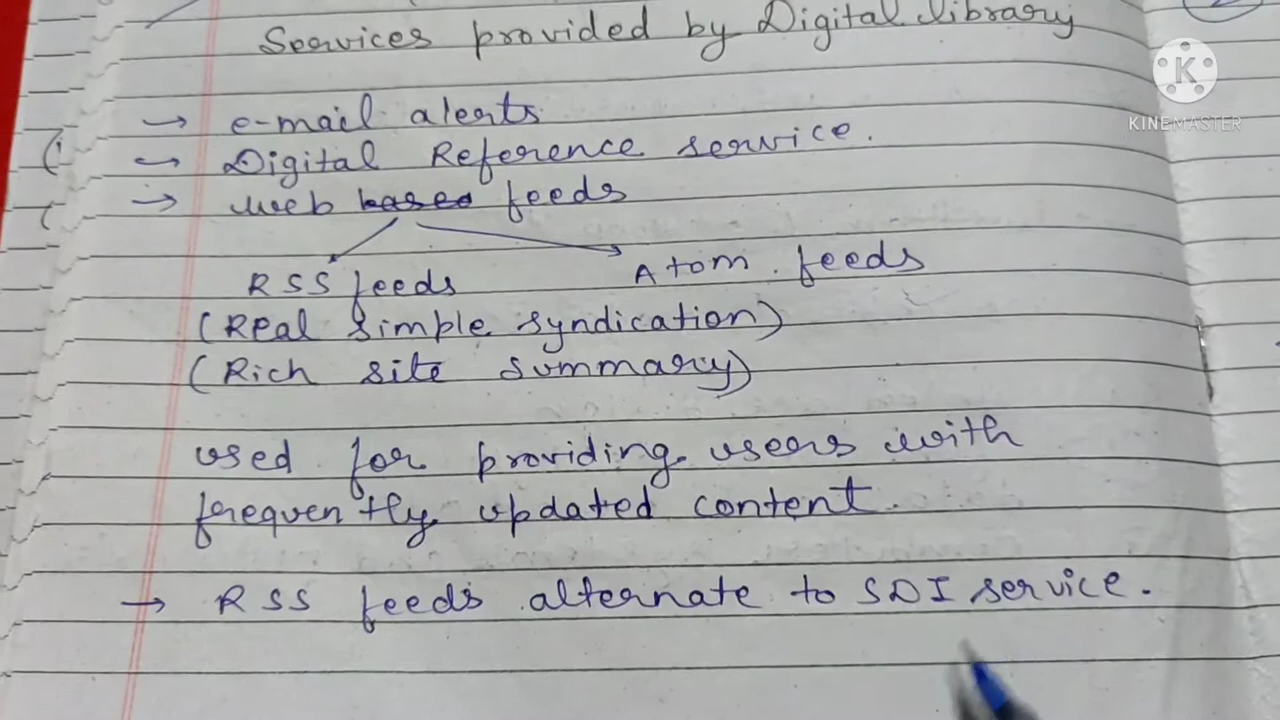 Services provided by Digital library
K
KINEMASTER
→ e-mail alerts
→ Digital Reference service.
→ web based feeds
RSS feeds Atom feeds
(Real simple syndication)
(Rich site summary)
used for providing users with
frequently updated content.
→ RSS feeds alternate to SDI service.